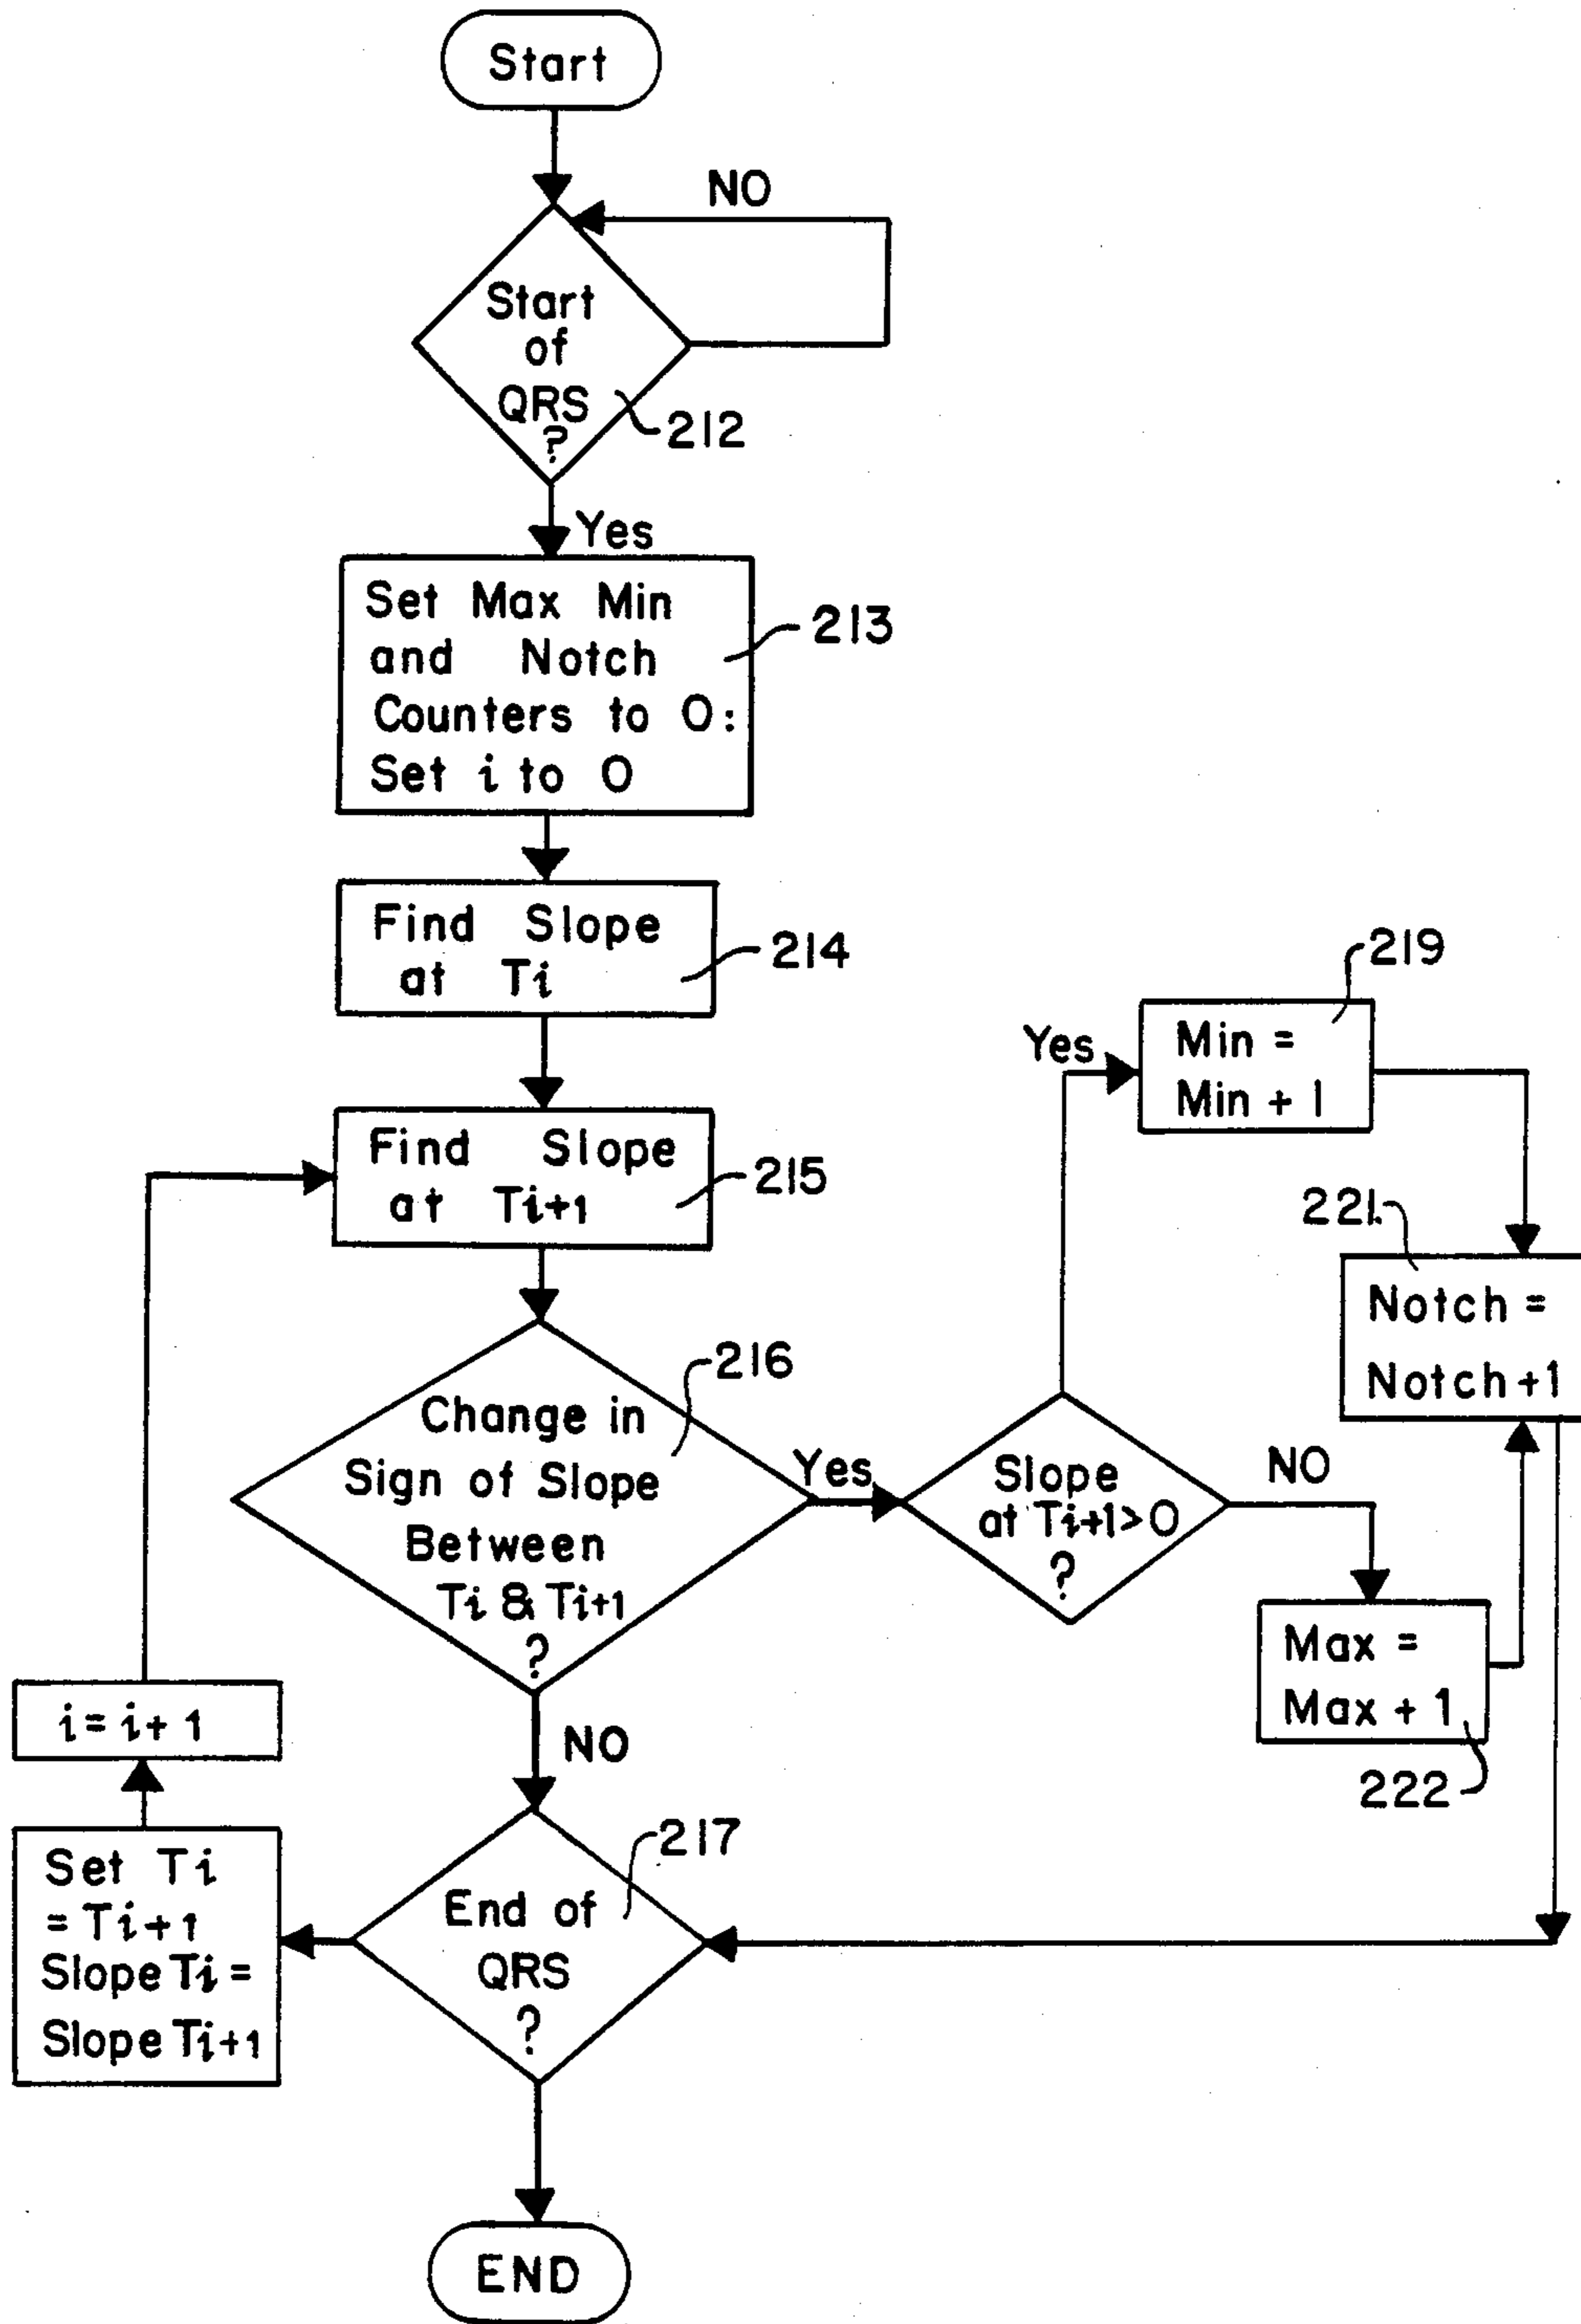 Start
NO
Start
of
QRS
?
212
Yes
Set Max Min
and Notch
Counters to 0:
Set i to 0
213
Find Slope
at Ti
214
Find Slope
at Ti+1
215
Change in
Sign of Slope
Between
Ti & Ti+1
?
216
Yes
Slope
at Ti+1>0
?
Yes
Min =
Min + 1
219
221
Notch =
Notch+1
NO
Max =
Max + 1
222
NO
End of
QRS
?
217
Set Ti
= Ti+1
Slope Ti =
Slope Ti+1
i=i+1
END